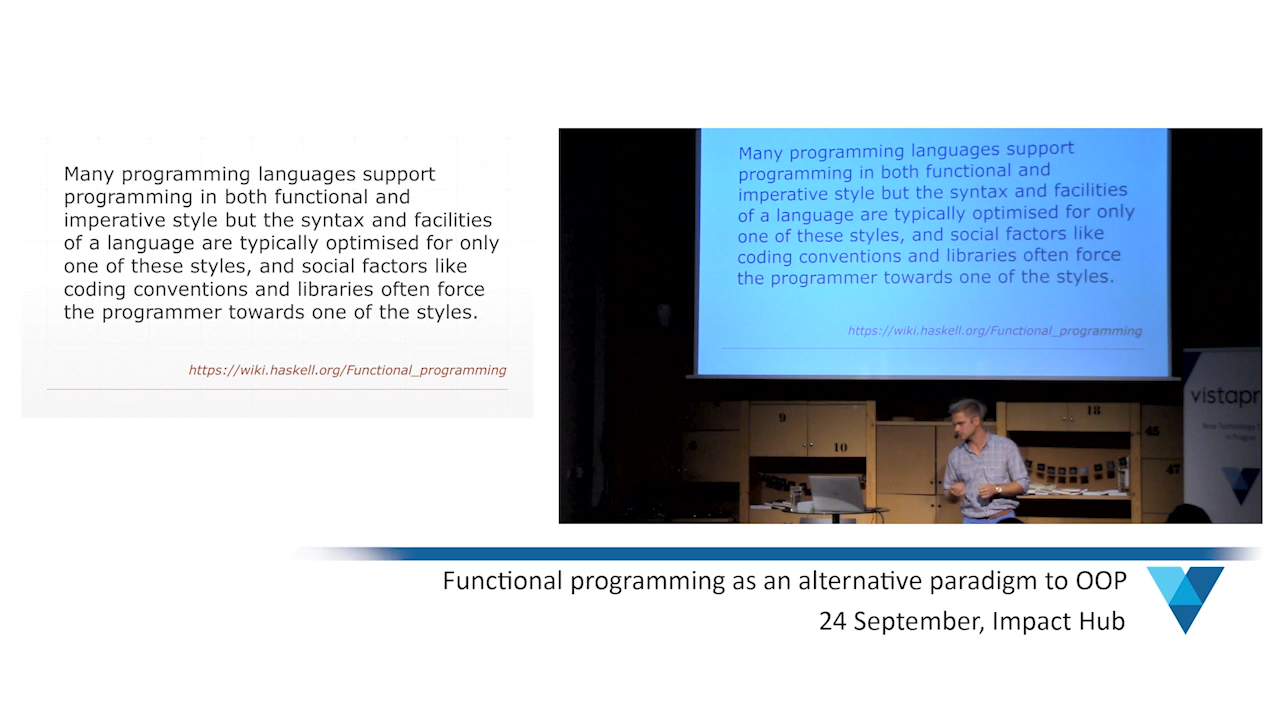 Many programming languages support
programming in both functional and
imperative style but the syntax and facilities
of a language are typically optimised for only
one of these styles, and social factors like
coding conventions and libraries often force
the programmer towards one of the styles.
https://wiki.haskell.org/Functional_programming
Many programming languages support
programming in both functional and
imperative style but the syntax and facilities
of a language are typically optimised for only
one of these styles, and social factors like
coding conventions and libraries often force
the programmer towards one of the styles.
https://wiki.haskell.org/Functional_programming
9
10
18
45
47
vistapr
New Technology
in Prague
Functional programming as an alternative paradigm to OOP
24 September, Impact Hub